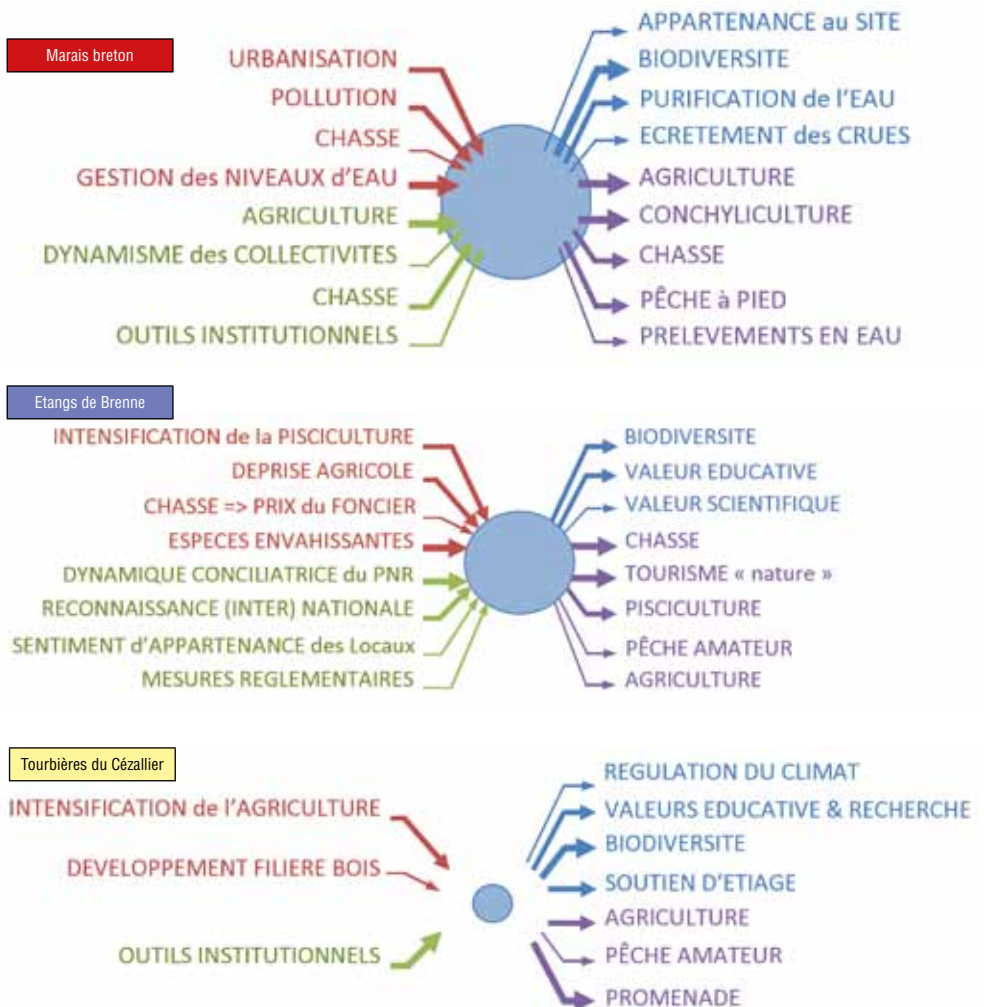 Marais breton
URBANISATION
POLLUTION
CHASSE
GESTION des NIVEAUX d'EAU
AGRICULTURE
DYNAMISME des COLLECTIVITES
CHASSE
OUTILS INSTITUTIONNELS
APPARTENANCE au SITE
BIODIVERSITE
PURIFICATION de l'EAU
ECRETEMENT des CRUES
AGRICULTURE
CONCHYLICULTURE
CHASSE
PÊCHE à PIED
PRELEVEMENTS EN EAU
Etangs de Brenne
INTENSIFICATION de la PISCICULTURE
DEPRISE AGRICOLE
CHASSE => PRIX du FONCIER
ESPECES ENVAHISSANTES
DYNAMIQUE CONCILIATRICE du PNR
RECONNAISSANCE (INTER) NATIONALE
SENTIMENT d'APPARTENANCE des Locaux
MESURES REGLEMENTAIRES
BIODIVERSITE
VALEUR EDUCATIVE
VALEUR SCIENTIFIQUE
CHASSE
TOURISME « nature »
PISCICULTURE
PÊCHE AMATEUR
AGRICULTURE
Tourbières du Cézallier
INTENSIFICATION de l'AGRICULTURE
DEVELOPPEMENT FILIERE BOIS
OUTILS INSTITUTIONNELS
REGULATION DU CLIMAT
VALEURS EDUCATIVE & RECHERCHE
BIODIVERSITE
SOUTIEN D'ETIAGE
AGRICULTURE
PÊCHE AMATEUR
PROMENADE